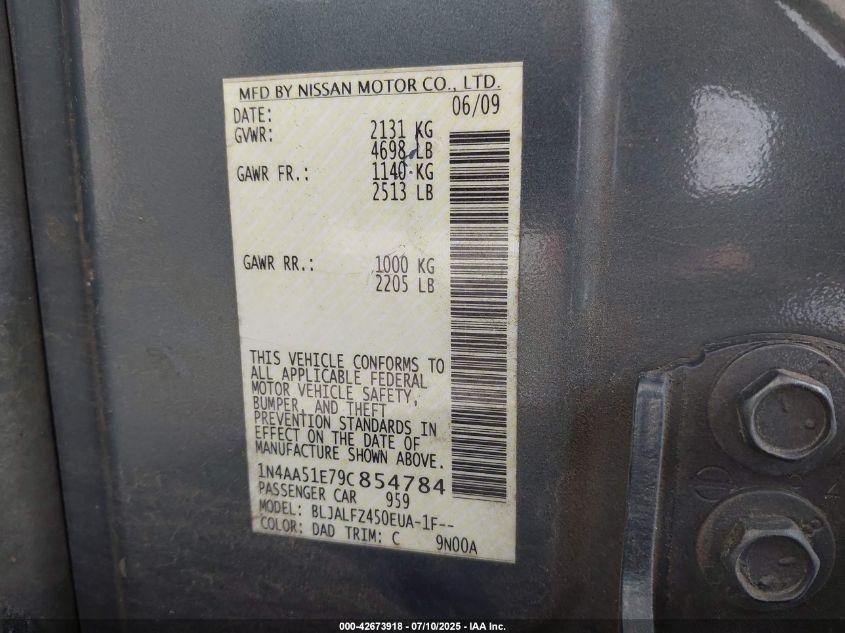 MFD BY NISSAN MOTOR CO., LTD.
DATE: 06/09
GVWR: 2131 KG
4698 LB
GAWR FR.: 1140 KG
2513 LB
GAWR RR.: 1000 KG
2205 LB
THIS VEHICLE CONFORMS TO
ALL APPLICABLE FEDERAL
MOTOR VEHICLE SAFETY,
BUMPER, AND THEFT
PREVENTION STANDARDS IN
EFFECT ON THE DATE OF
MANUFACTURE SHOWN ABOVE.
1N4AA51E79C854784
PASSENGER CAR 959
MODEL: BLJALFZ450EUA-1F--
COLOR: DAD TRIM: C 9N00A
000-42673918 - 07/10/2025 - IAA Inc.